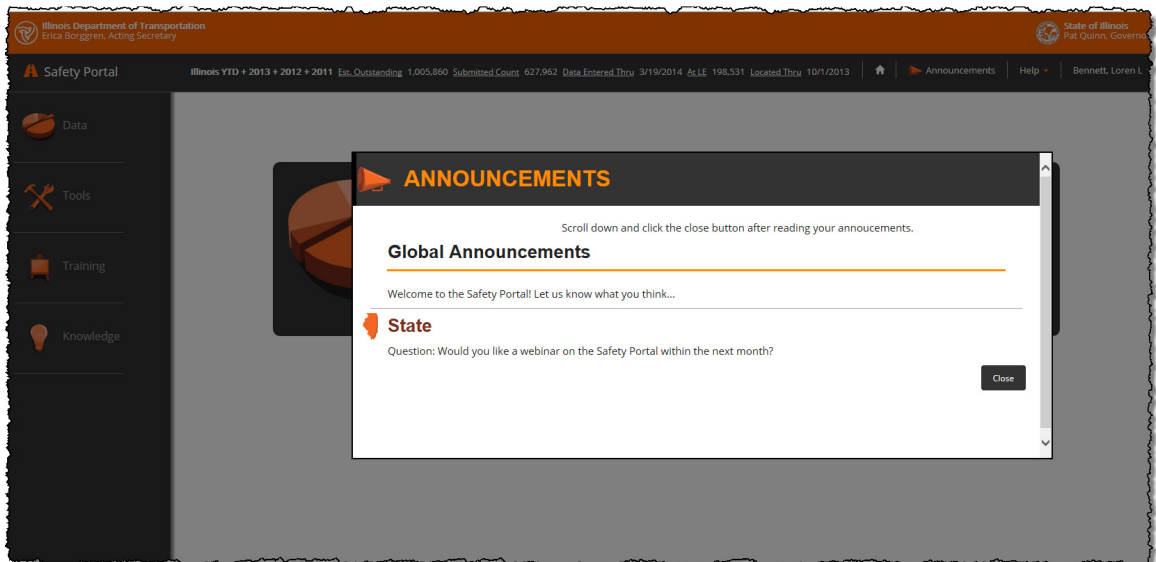 Illinois Department of Transportation
Erica Borggren, Acting Secretary
State of Illinois
Pat Quinn, Governo
Safety Portal
Illinois YTD + 2013 + 2012 + 2011 Est. Outstanding 1,005,860 Submitted Count 627,962 Data Entered Thru 3/19/2014 At LE 198,531 Located Thru 10/1/2013
Announcements
Help
Bennett, Loren L
Data
Tools
Training
Knowledge
ANNOUNCEMENTS
Scroll down and click the close button after reading your annoucements.
Global Announcements
Welcome to the Safety Portal! Let us know what you think...
State
Question: Would you like a webinar on the Safety Portal within the next month?
Close